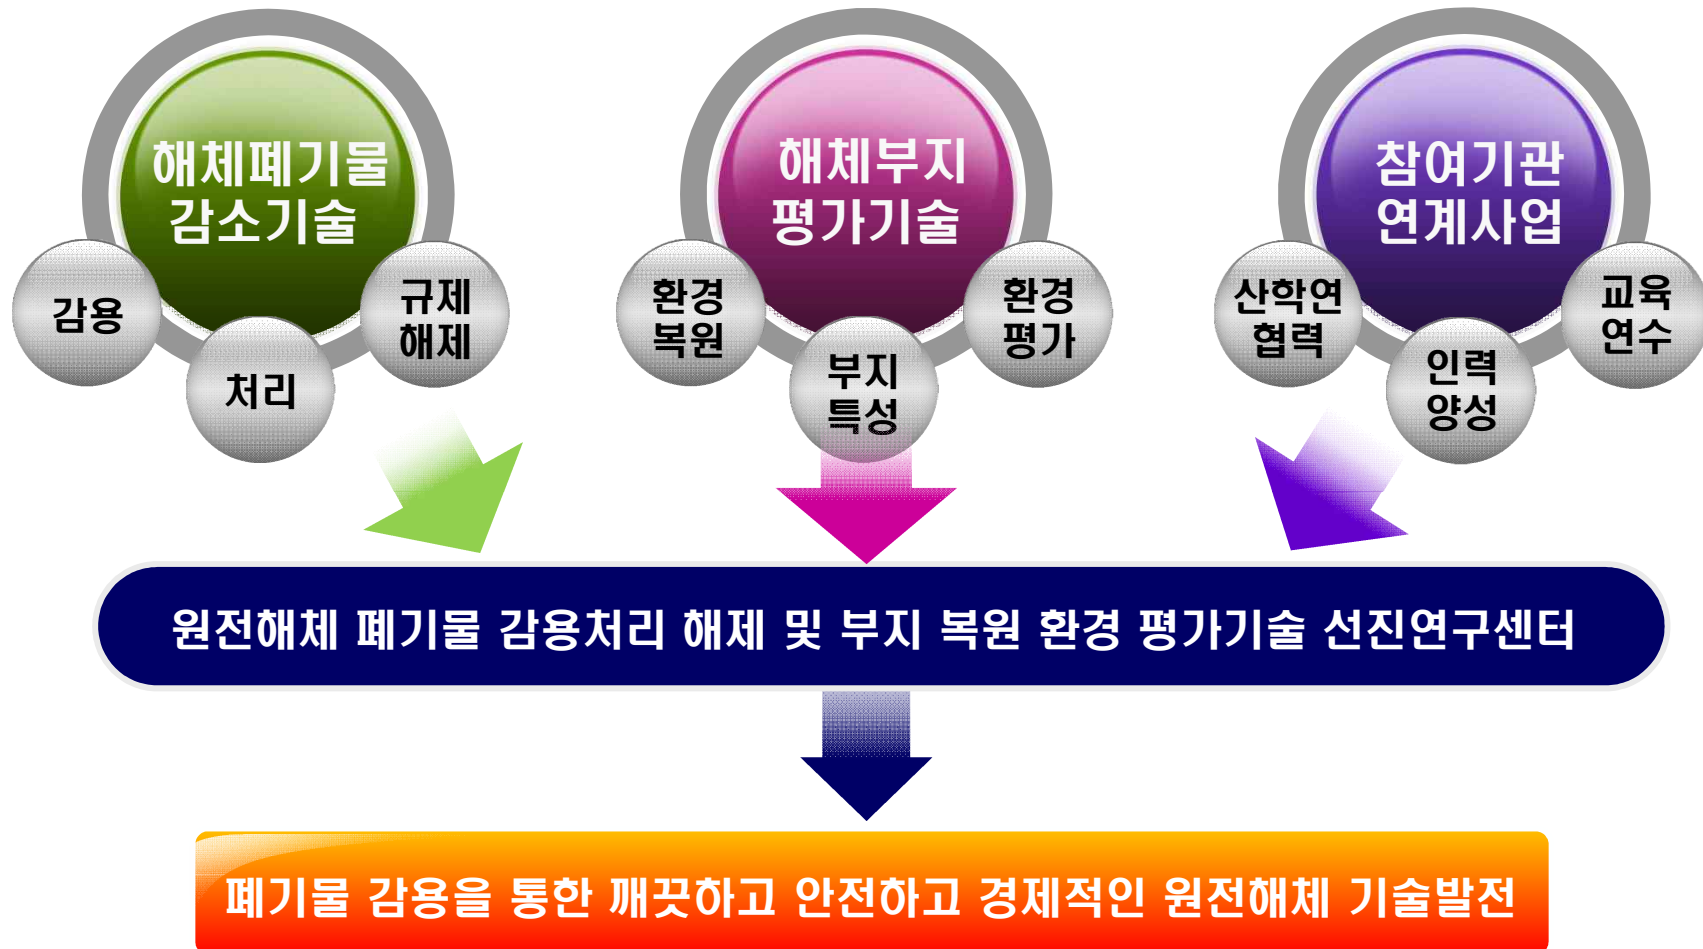 해체폐기물
감소기술
감용
처리
규제
해제
해체부지
평가기술
환경
복원
부지
특성
환경
평가
참여기관
연계사업
산학연
협력
인력
양성
교육
연수
원전해체 폐기물 감용처리 해제 및 부지 복원 환경 평가기술 선진연구센터
폐기물 감용을 통한 깨끗하고 안전하고 경제적인 원전해체 기술발전